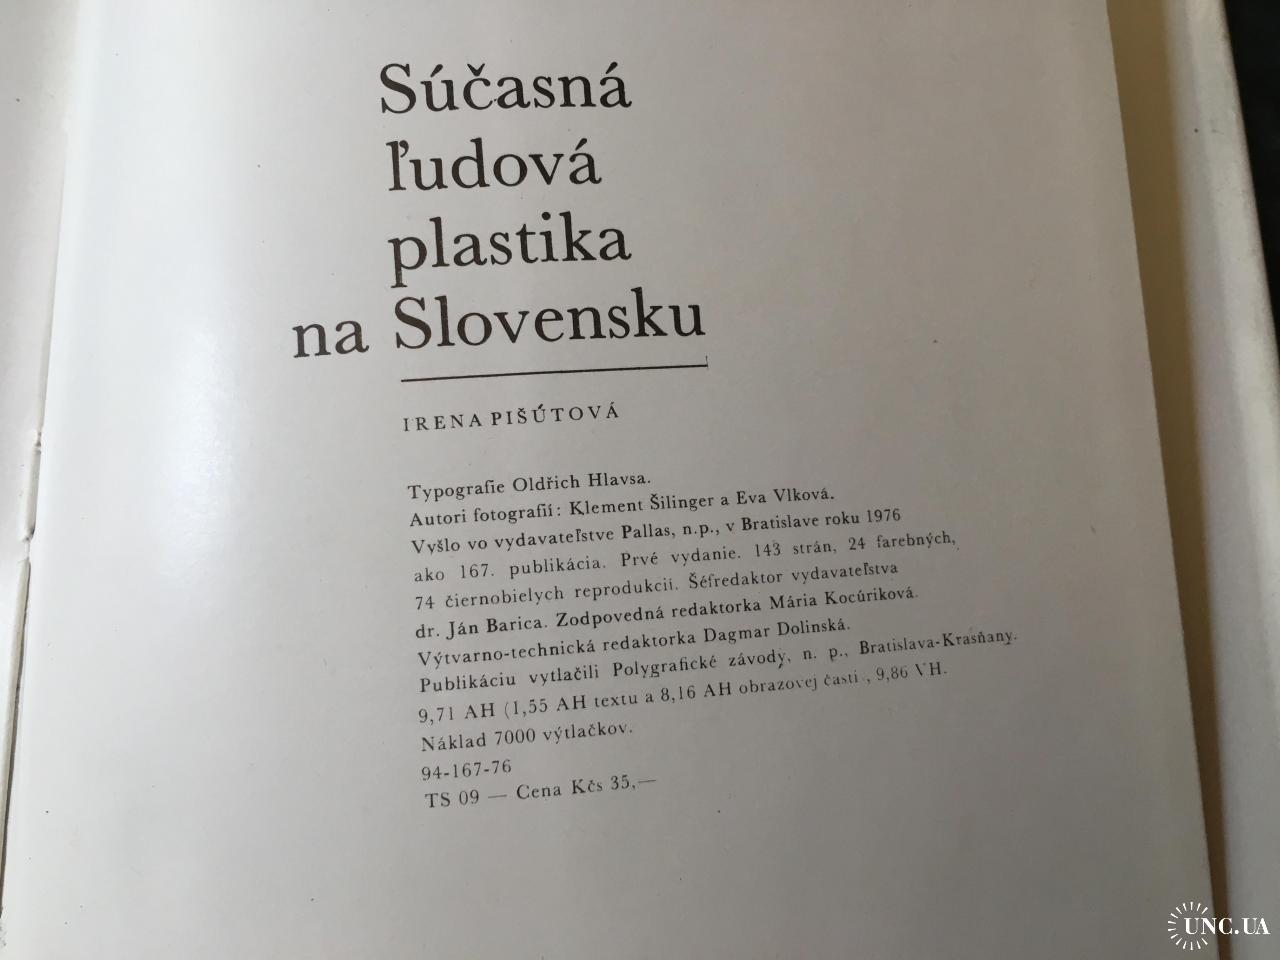 Súčasná
ľudová
plastika
na Slovensku
IRENA PIŠÚTOVÁ
Typografie Oldřich Hlavsa.
Autori fotografií: Klement Šilinger a Eva Vlková.
Vyšlo vo vydavateľstve Pallas, n.p., v Bratislave roku 1976
ako 167. publikácia. Prvé vydanie. 143 strán, 24 farebných,
74 čiernobielych reprodukcií. Šéfredaktor vydavateľstva
dr. Ján Barica. Zodpovedná redaktorka Mária Kocúriková.
Výtvarno-technická redaktorka Dagmar Dolinská.
Publikáciu vytlačili Polygrafické závody, n. p., Bratislava-Krasňany.
9,71 AH (1,55 AH textu a 8,16 AH obrazovej časti, 9,86 VH.
Náklad 7000 výtlačkov.
94-167-76
TS 09 — Cena Kčs 35,—
UNC.UA